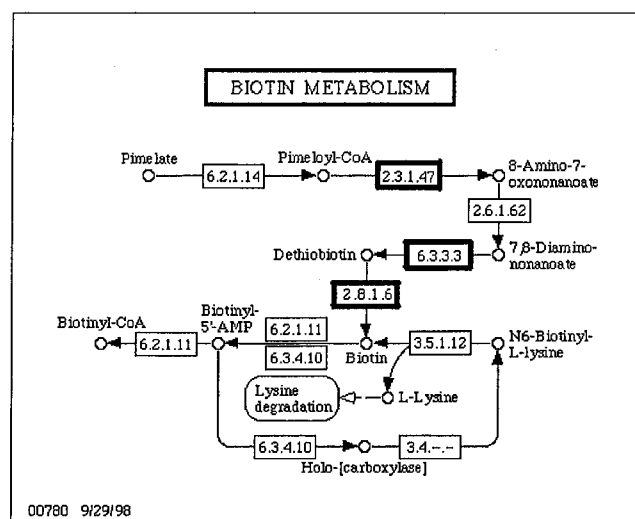 BIOTIN METABOLISM
Pimelate
6.2.1.14
Pimeloyl-CoA
2.3.1.47
8-Amino-7-
oxononanoate
2.6.1.62
7,8-Diamino-
nonanoate
6.3.3.3
Dethiobiotin
2.8.1.6
Biotinyl-CoA
6.2.1.11
Biotinyl-
5'-AMP
6.2.1.11
6.3.4.10
Biotin
3.5.1.12
N6-Biotinyl-
L-lysine
Lysine
degradation
L-Lysine
6.3.4.10
Holo-[carboxylase]
3.4.-.-
00780 9/29/98